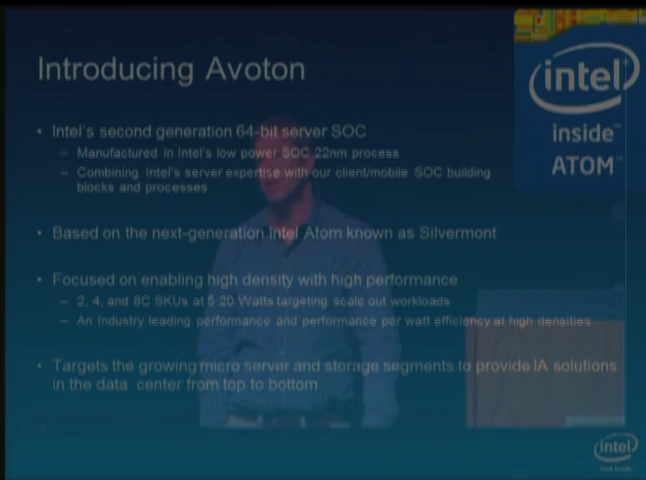 Introducing Avoton
intel
inside™
ATOM™
• Intel's second generation 64-bit server SOC
– Manufactured in Intel's low power SOC 22nm process
– Combining Intel's server expertise with our client/mobile SOC building
blocks and processes
• Based on the next-generation Intel Atom known as Silvermont
• Focused on enabling high density with high performance
– 2, 4, and 8C SKUs at 5-20 Watts targeting scale out workloads
– An Industry leading performance and performance per watt efficiency at high densities
• Targets the growing micro server and storage segments to provide IA solutions
in the data center from top to bottom
intel
Look Inside.™